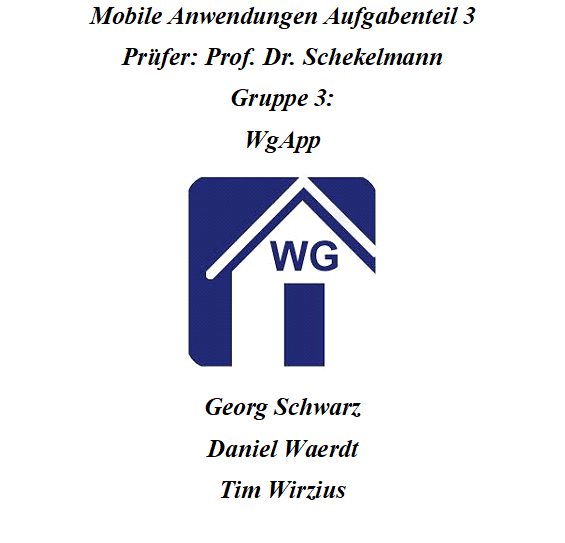 Mobile Anwendungen Aufgabenteil 3
Prüfer: Prof. Dr. Schekelmann
Gruppe 3:
WgApp
WG
Georg Schwarz
Daniel Waerdt
Tim Wirzius